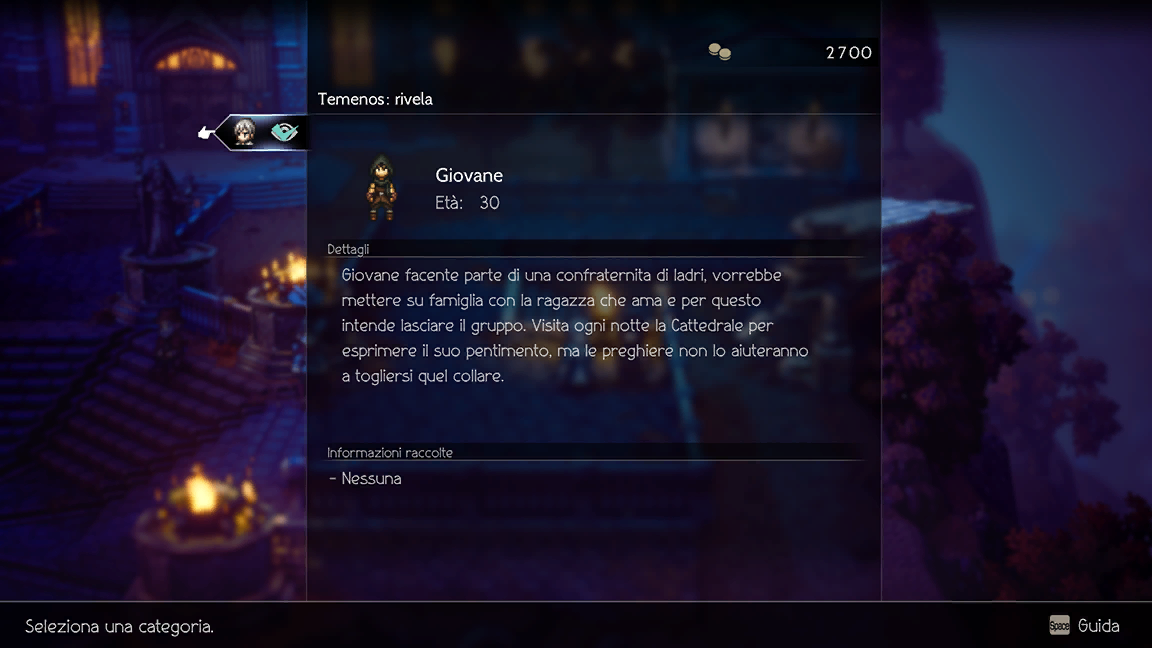 2700
Temenos: rivela
Giovane
Età: 30
Dettagli
Giovane facente parte di una confraternita di ladri, vorrebbe
mettere su famiglia con la ragazza che ama e per questo
intende lasciare il gruppo. Visita ogni notte la Cattedrale per
esprimere il suo pentimento, ma le preghiere non lo aiuteranno
a togliersi quel collare.
Informazioni raccolte
- Nessuna
Seleziona una categoria.
Space Guida